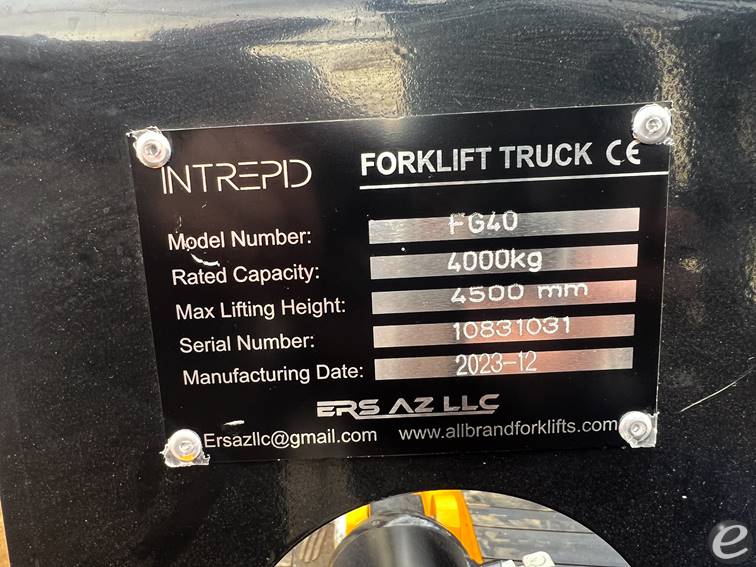 INTREPID
FORKLIFT TRUCK CE
Model Number: FG40
Rated Capacity: 4000kg
Max Lifting Height: 4500 mm
Serial Number: 10831031
Manufacturing Date: 2023-12
ERS AZ LLC
Ersazllc@gmail.com www.allbrandforklifts.com
e